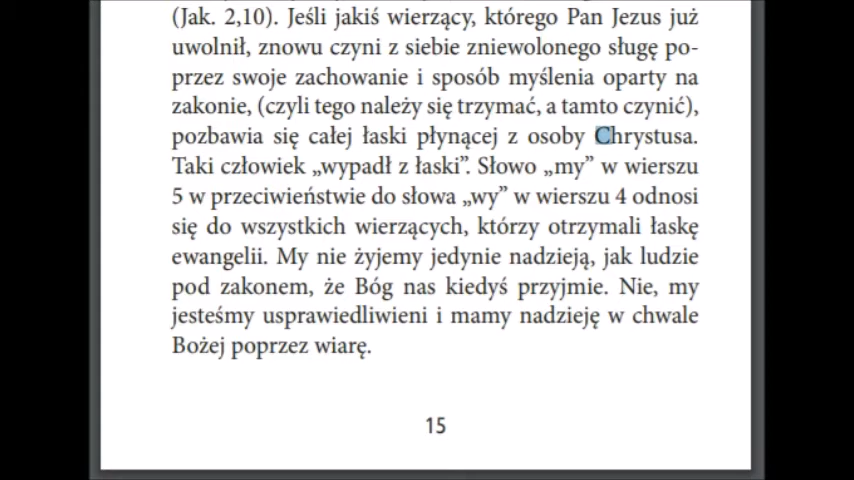 (Jak. 2,10). Jeśli jakiś wierzący, którego Pan Jezus już
uwolnił, znowu czyni z siebie zniewolonego sługę po-
przez swoje zachowanie i sposób myślenia oparty na
zakonie, (czyli tego należy się trzymać, a tamto czynić),
pozbawia się całej łaski płynącej z osoby Chrystusa.
Taki człowiek „wypadł z łaski”. Słowo „my” w wierszu
5 w przeciwieństwie do słowa „wy” w wierszu 4 odnosi
się do wszystkich wierzących, którzy otrzymali łaskę
ewangelii. My nie żyjemy jedynie nadzieją, jak ludzie
pod zakonem, że Bóg nas kiedyś przyjmie. Nie, my
jesteśmy usprawiedliwieni i mamy nadzieję w chwale
Bożej poprzez wiarę.
15